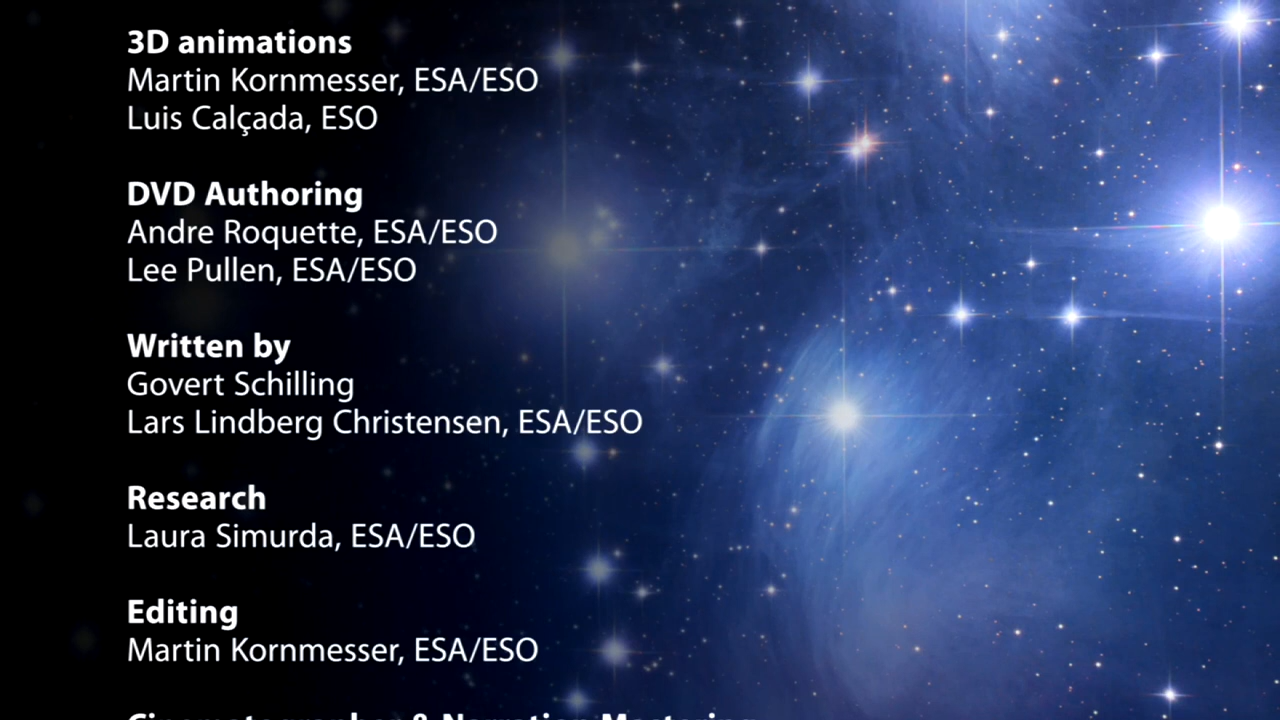 3D animations
Martin Kornmesser, ESA/ESO
Luis Calçada, ESO
DVD Authoring
Andre Roquette, ESA/ESO
Lee Pullen, ESA/ESO
Written by
Govert Schilling
Lars Lindberg Christensen, ESA/ESO
Research
Laura Simurda, ESA/ESO
Editing
Martin Kornmesser, ESA/ESO